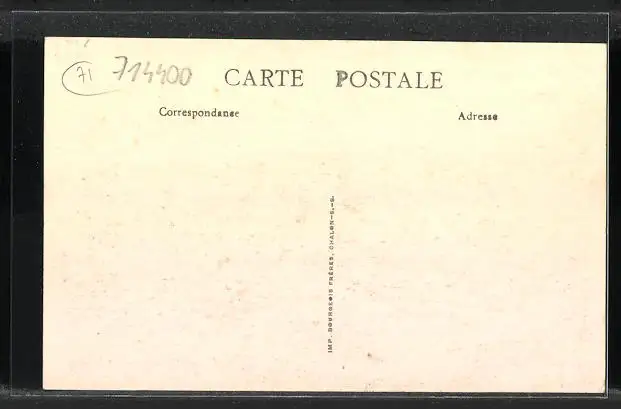 71 714400
CARTE POSTALE
Correspondance
Adresse
IMP. BOURGEOIS FRÈRES, CHALON-S.-S.